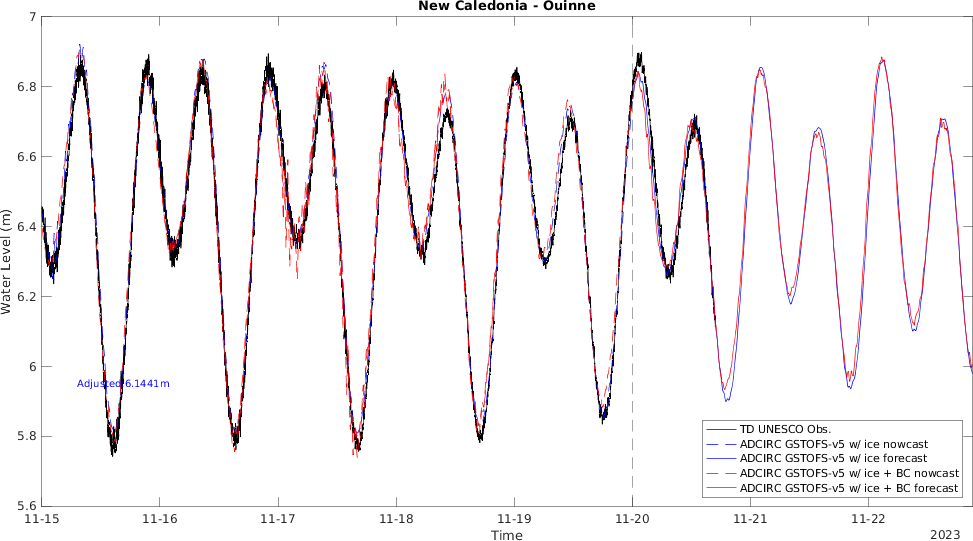 New Caledonia - Ouinne
7
6.8
6.6
6.4
6.2
6
5.8
5.6
Water Level (m)
Adjusted 6.1441m
TD UNESCO Obs.
ADCIRC GSTOFS-v5 w/ ice nowcast
ADCIRC GSTOFS-v5 w/ ice forecast
ADCIRC GSTOFS-v5 w/ ice + BC nowcast
ADCIRC GSTOFS-v5 w/ ice + BC forecast
11-15 11-16 11-17 11-18 11-19 11-20 11-21 11-22
Time
2023